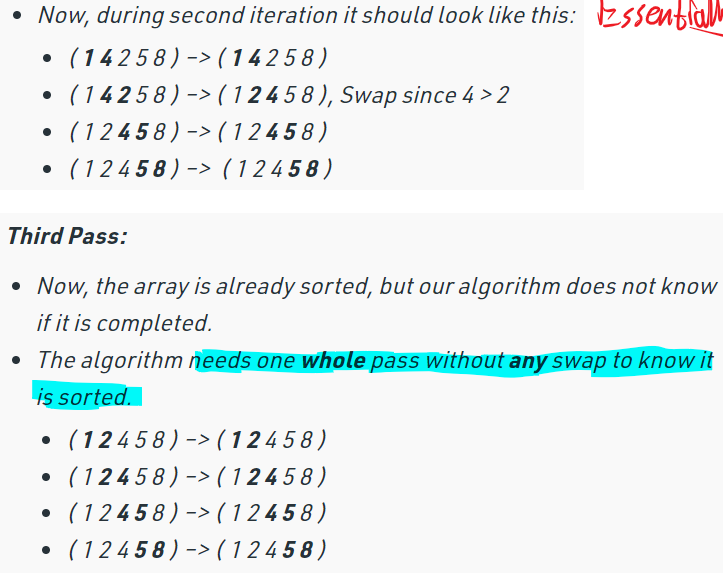 • Now, during second iteration it should look like this:
Essentially
• ( 1 4 2 5 8 ) –> ( 1 4 2 5 8 )
• ( 1 4 2 5 8 ) –> ( 1 2 4 5 8 ), Swap since 4 > 2
• ( 1 2 4 5 8 ) –> ( 1 2 4 5 8 )
• ( 1 2 4 5 8 ) –> ( 1 2 4 5 8 )
Third Pass:
• Now, the array is already sorted, but our algorithm does not know
if it is completed.
• The algorithm needs one whole pass without any swap to know it
is sorted.
• ( 1 2 4 5 8 ) –> ( 1 2 4 5 8 )
• ( 1 2 4 5 8 ) –> ( 1 2 4 5 8 )
• ( 1 2 4 5 8 ) –> ( 1 2 4 5 8 )
• ( 1 2 4 5 8 ) –> ( 1 2 4 5 8 )